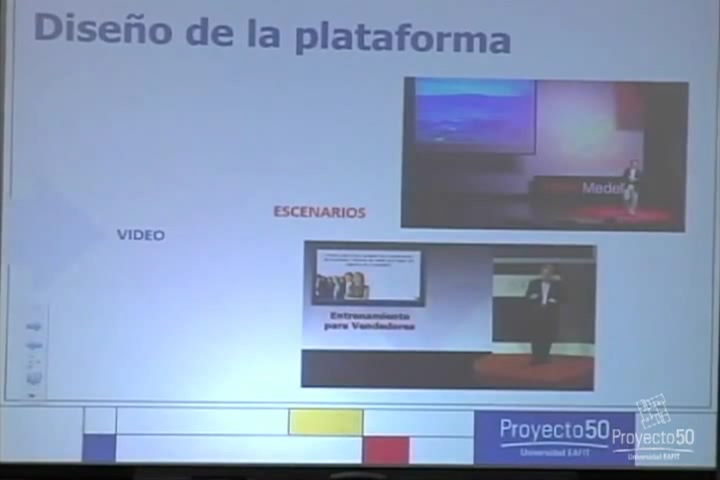 Diseño de la plataforma
Medel
ESCENARIOS
VIDEO
Entrenamiento
para Vendedores
Proyecto50
Universidad EAFIT
Proyecto50
Universidad EAFIT